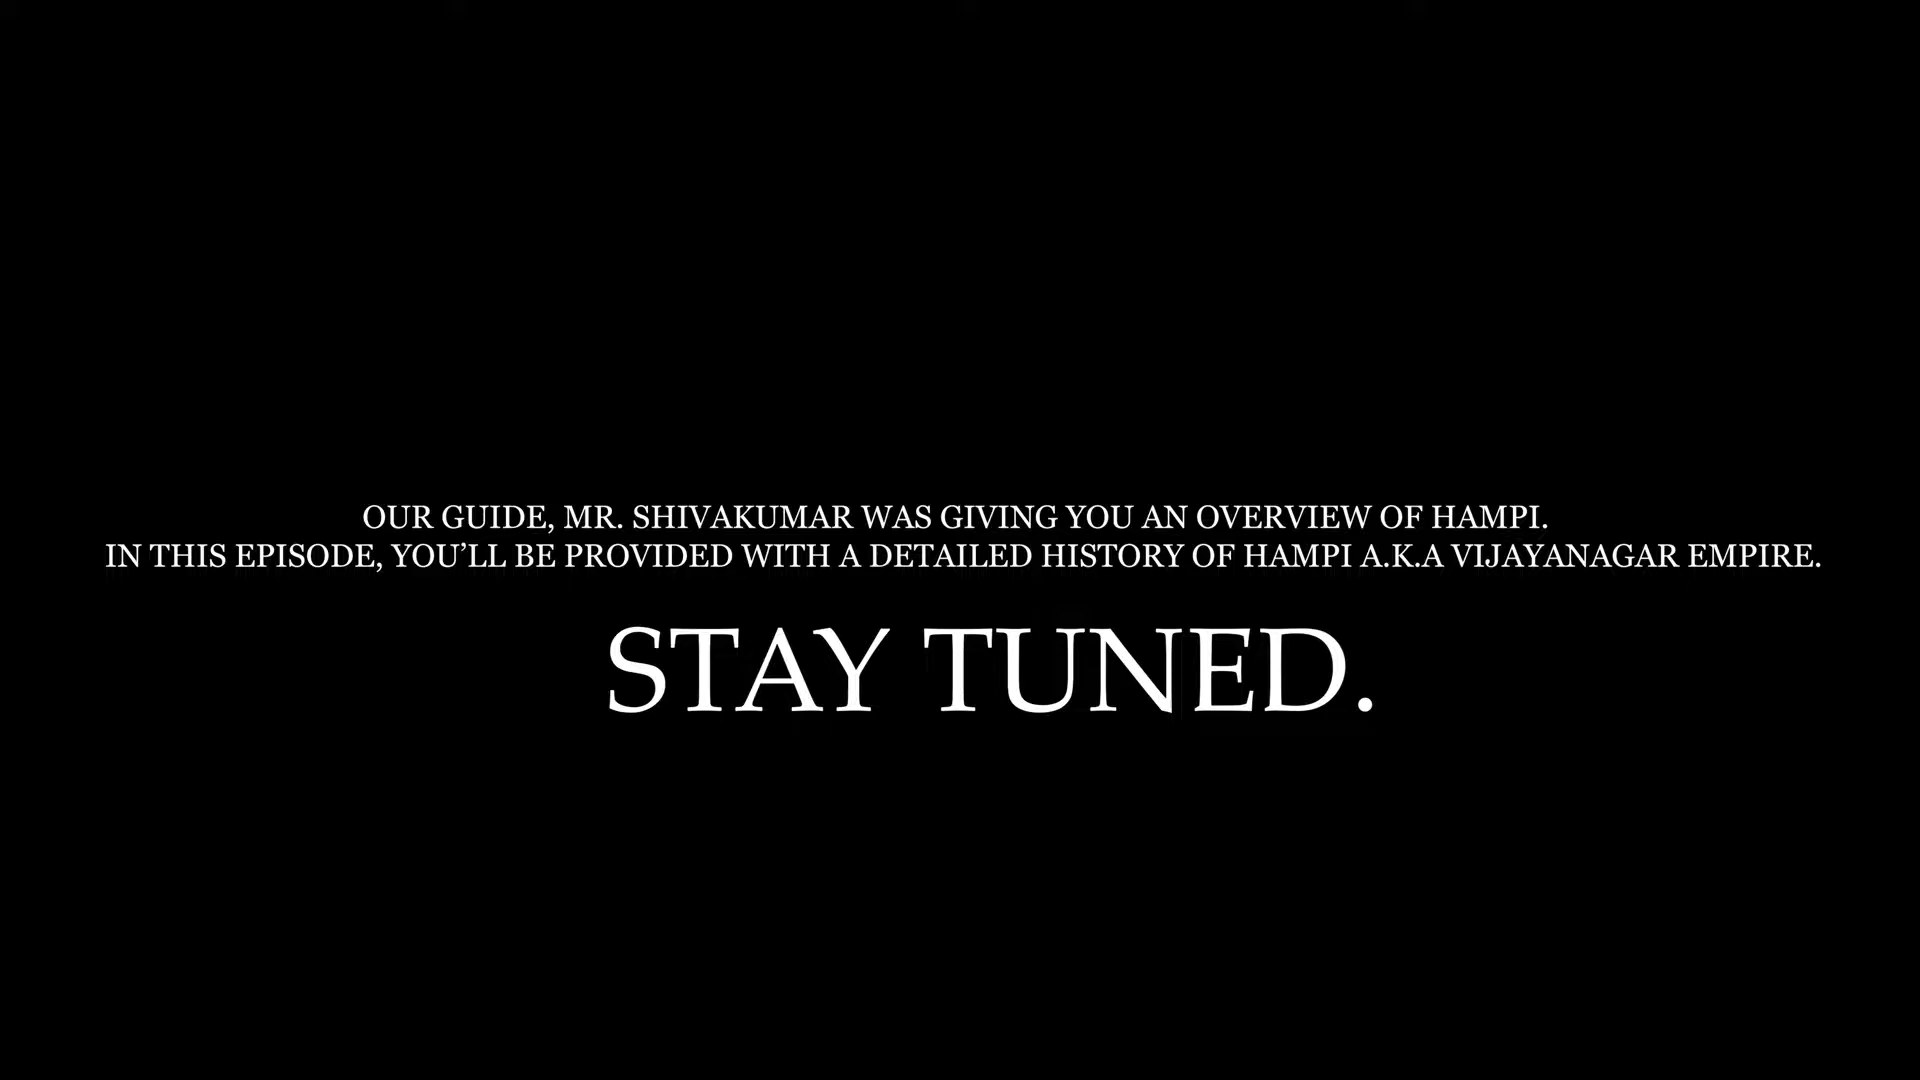 OUR GUIDE, MR. SHIVAKUMAR WAS GIVING YOU AN OVERVIEW OF HAMPI.
IN THIS EPISODE, YOU’LL BE PROVIDED WITH A DETAILED HISTORY OF HAMPI A.K.A VIJAYANAGAR EMPIRE.
STAY TUNED.